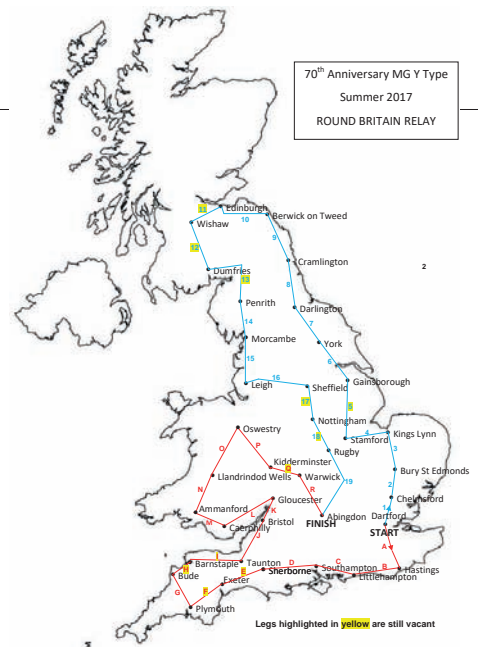 70th Anniversary MG Y Type
Summer 2017
ROUND BRITAIN RELAY
11
Edinburgh
10
Berwick on Tweed
Wishaw
9
12
Cramlington
2
Dumfries
8
13
Penrith
Darlington
14
7
Morcambe
York
15
6
16
Gainsborough
Leigh
Sheffield
17
5
Nottingham
4
Kings Lynn
Oswestry
18
Stamford
O
P
Rugby
3
Kidderminster
Bury St Edmonds
Llandrindod Wells
Q
Warwick
19
2
N
R
Gloucester
Chelmsford
Ammanford
K
1
L
Abingdon
Dartford
M
Bristol
FINISH
START
Caerphilly
J
A
I
Barnstaple
Taunton
D
C
H
E
Sherborne
Southampton
B
Hastings
Bude
Exeter
Littlehampton
G
F
Plymouth
Legs highlighted in yellow are still vacant